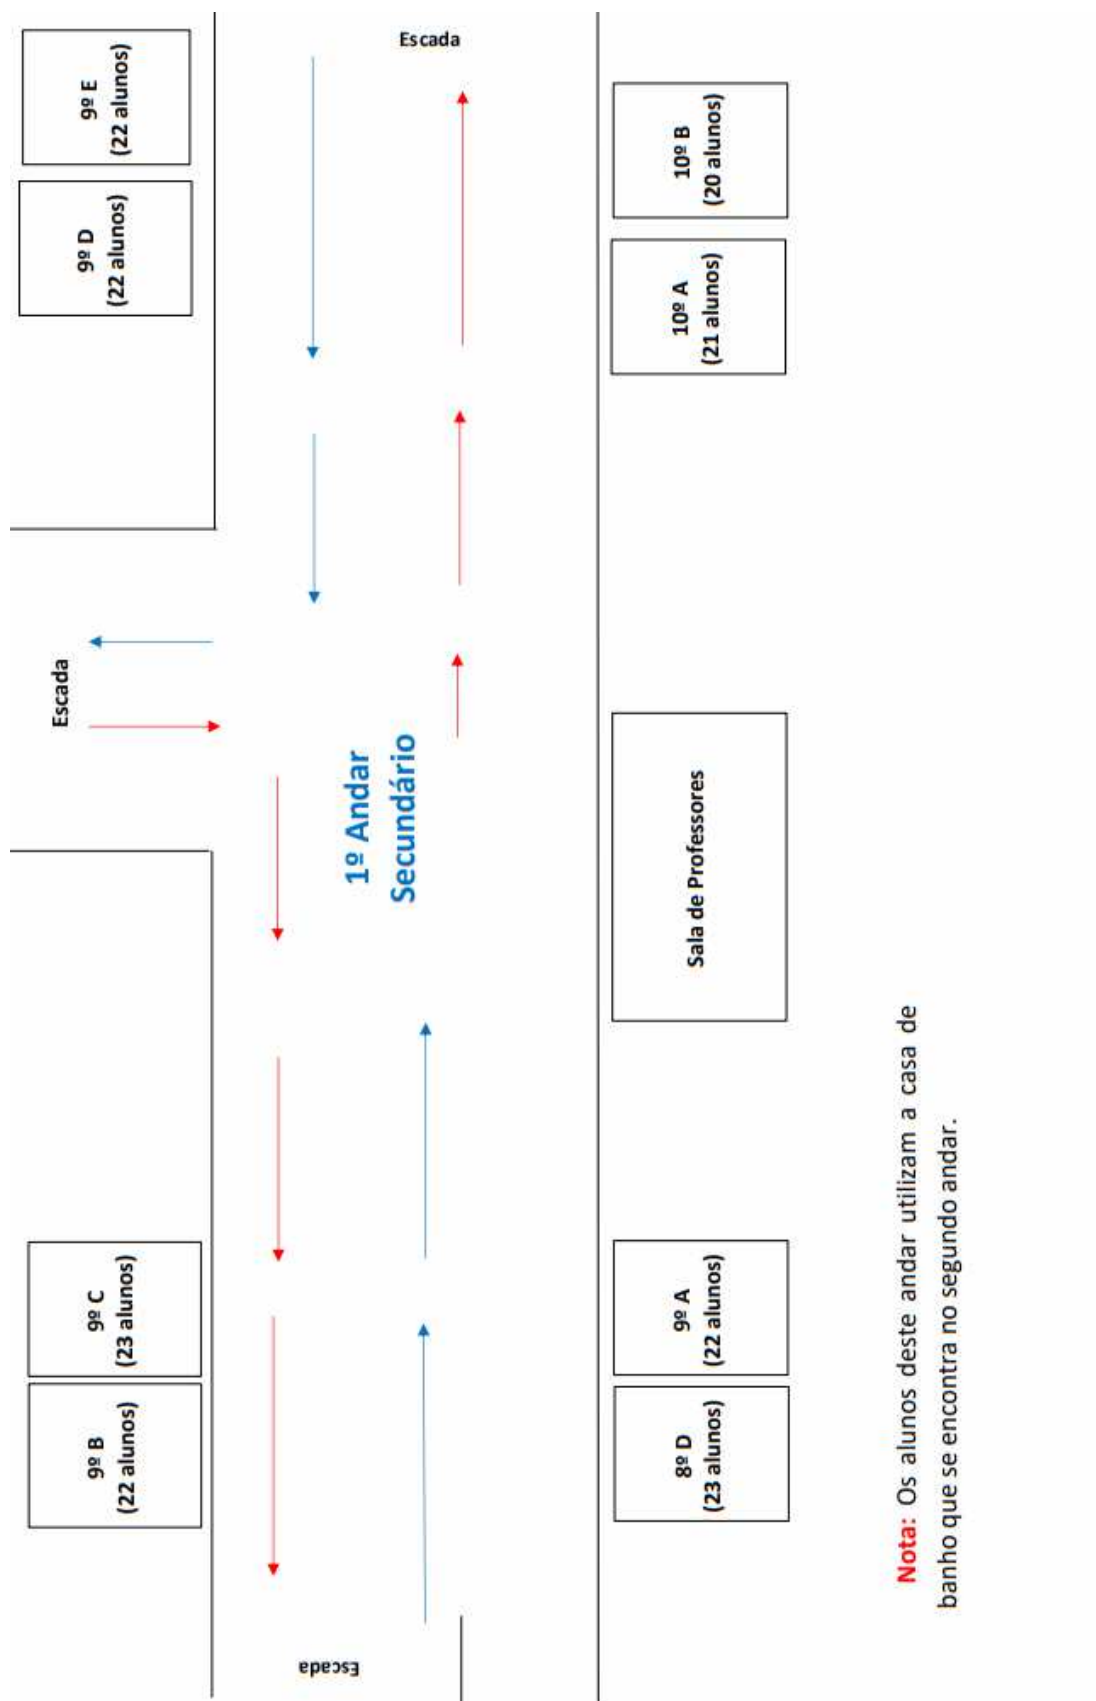 Escada
9º B
(22 alunos)
9º C
(23 alunos)
Escada
9º D
(22 alunos)
9º E
(22 alunos)
1º Andar
Secundário
Escada
8º D
(23 alunos)
9º A
(22 alunos)
Sala de Professores
10º A
(21 alunos)
10º B
(20 alunos)
Nota: Os alunos deste andar utilizam a casa de
banho que se encontra no segundo andar.